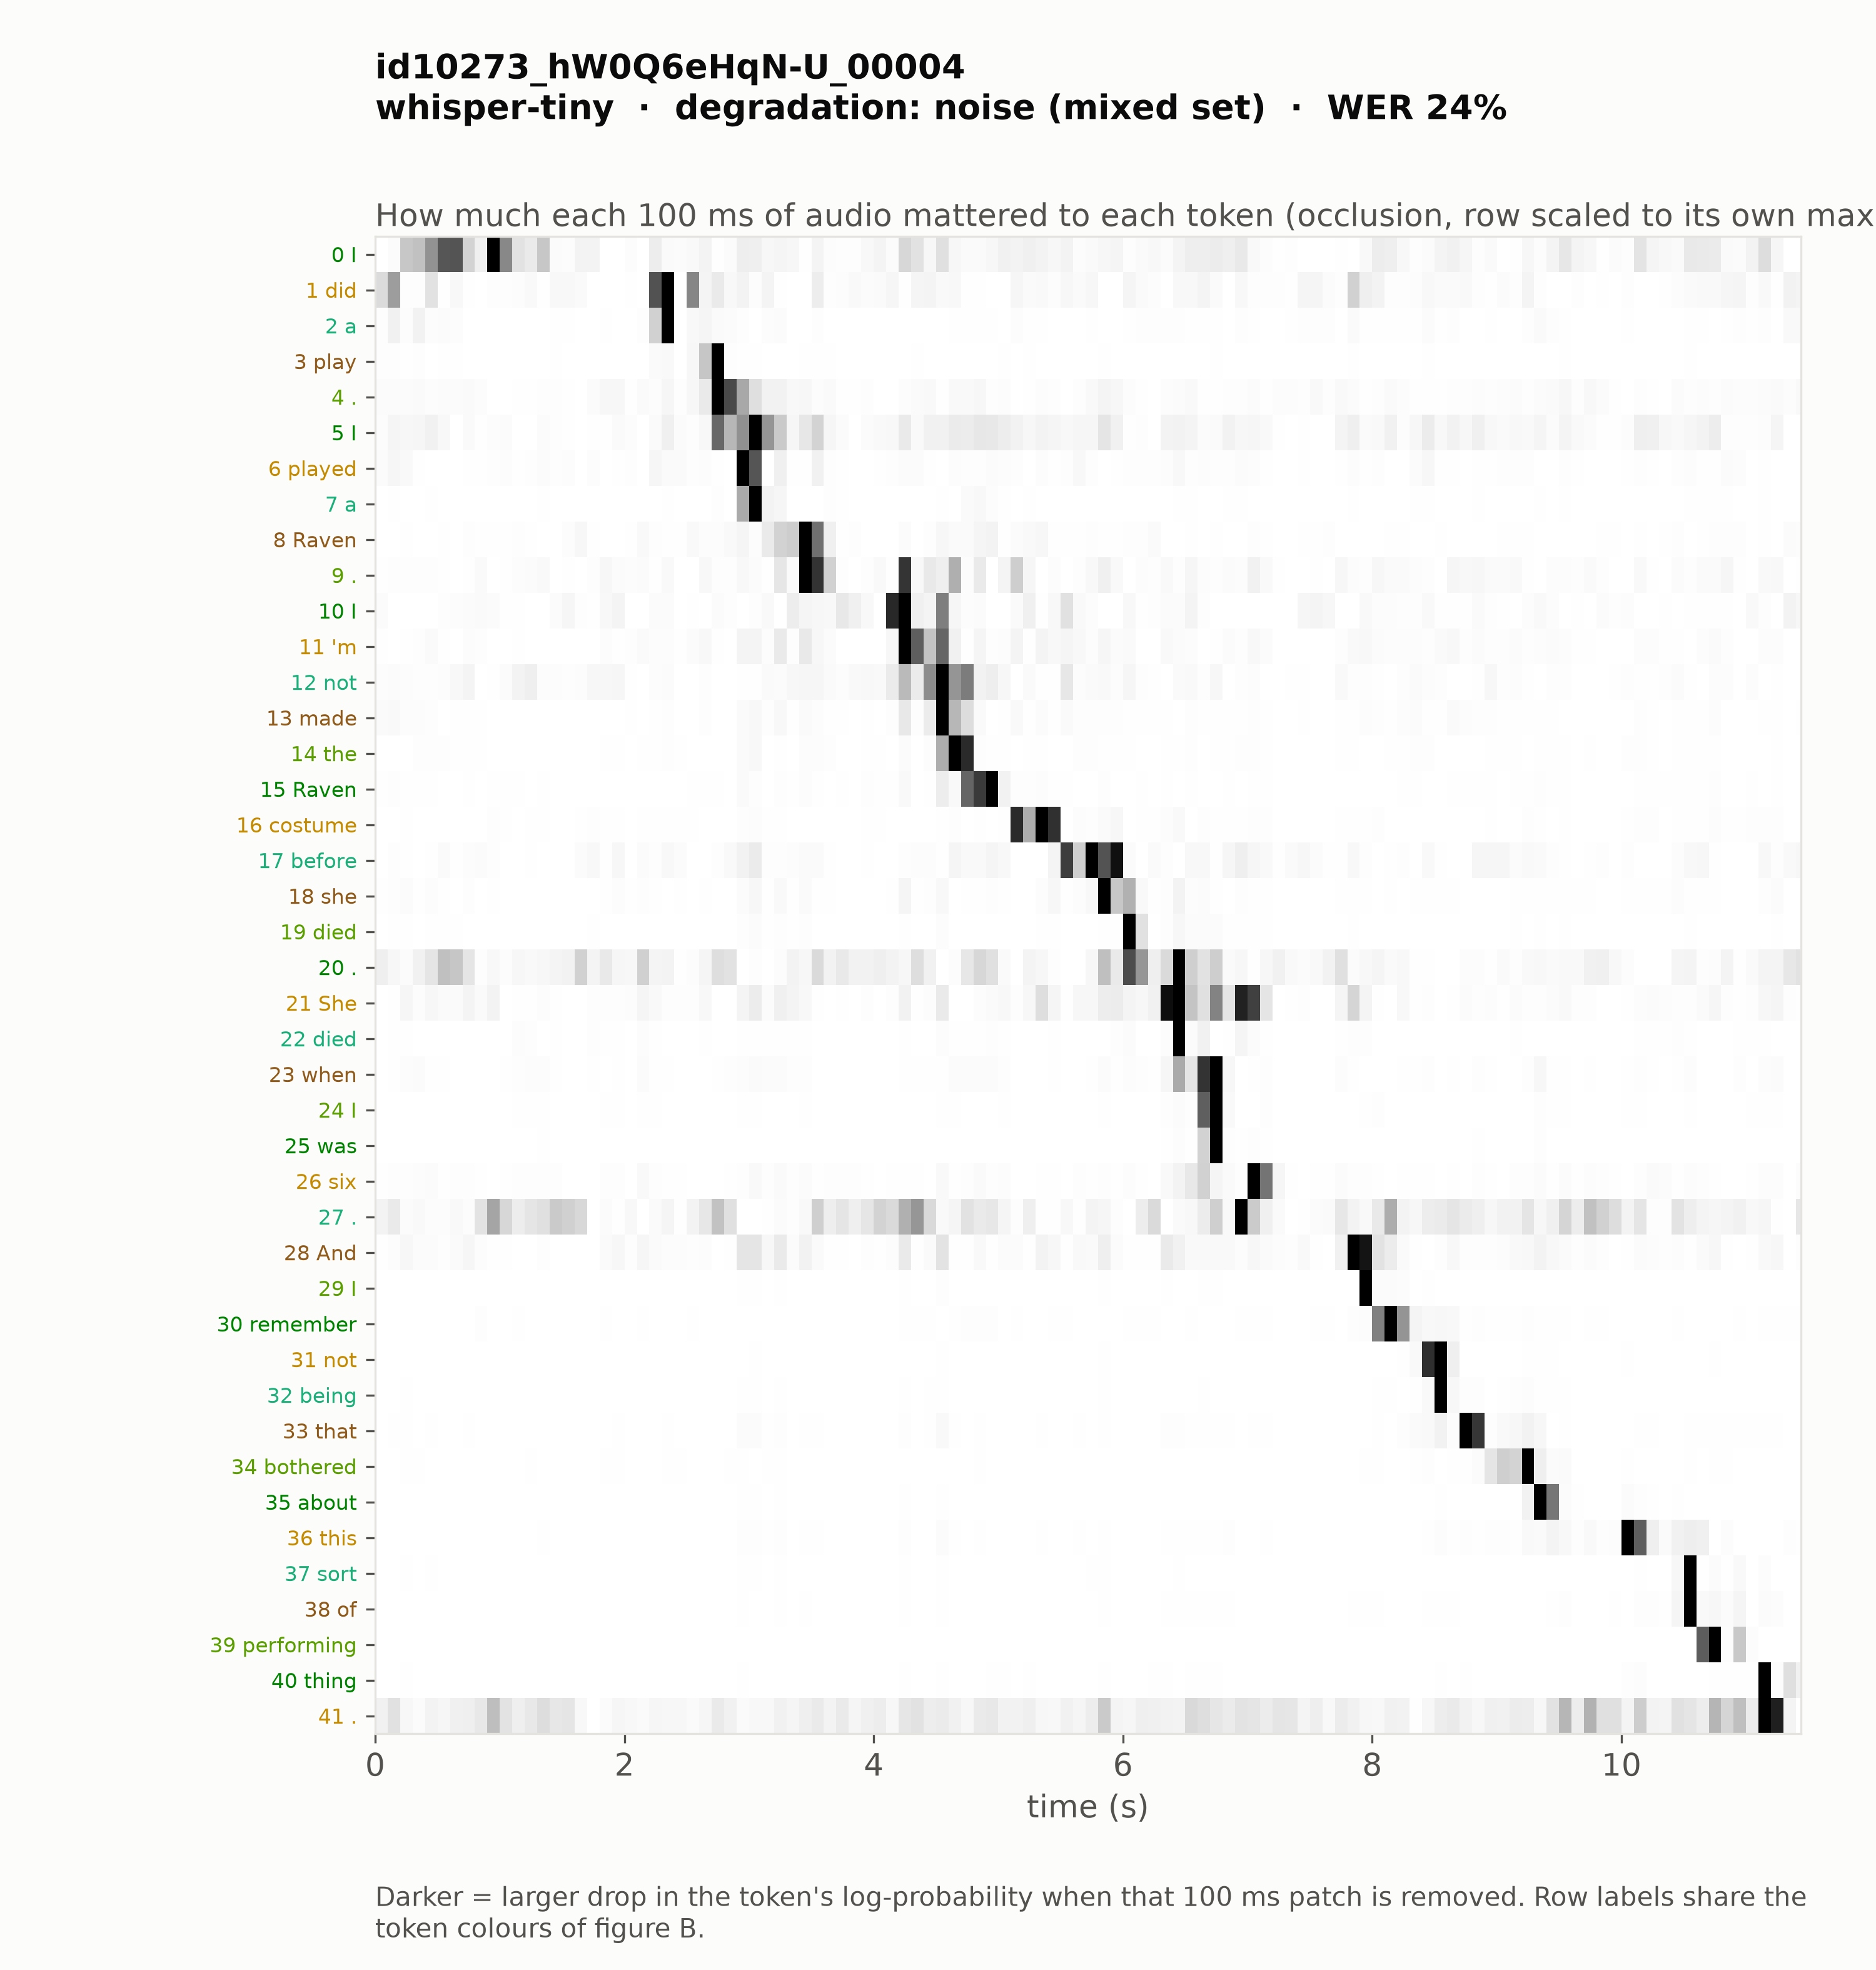 id10273_hW0Q6eHqN-U_00004
whisper-tiny · degradation: noise (mixed set) · WER 24%
How much each 100 ms of audio mattered to each token (occlusion, row scaled to its own max
0 I
1 did
2 a
3 play
4 .
5 I
6 played
7 a
8 Raven
9 .
10 I
11 'm
12 not
13 made
14 the
15 Raven
16 costume
17 before
18 she
19 died
20 .
21 She
22 died
23 when
24 I
25 was
26 six
27 .
28 And
29 I
30 remember
31 not
32 being
33 that
34 bothered
35 about
36 this
37 sort
38 of
39 performing
40 thing
41 .
0 2 4 6 8 10
time (s)
Darker = larger drop in the token's log-probability when that 100 ms patch is removed. Row labels share the
token colours of figure B.